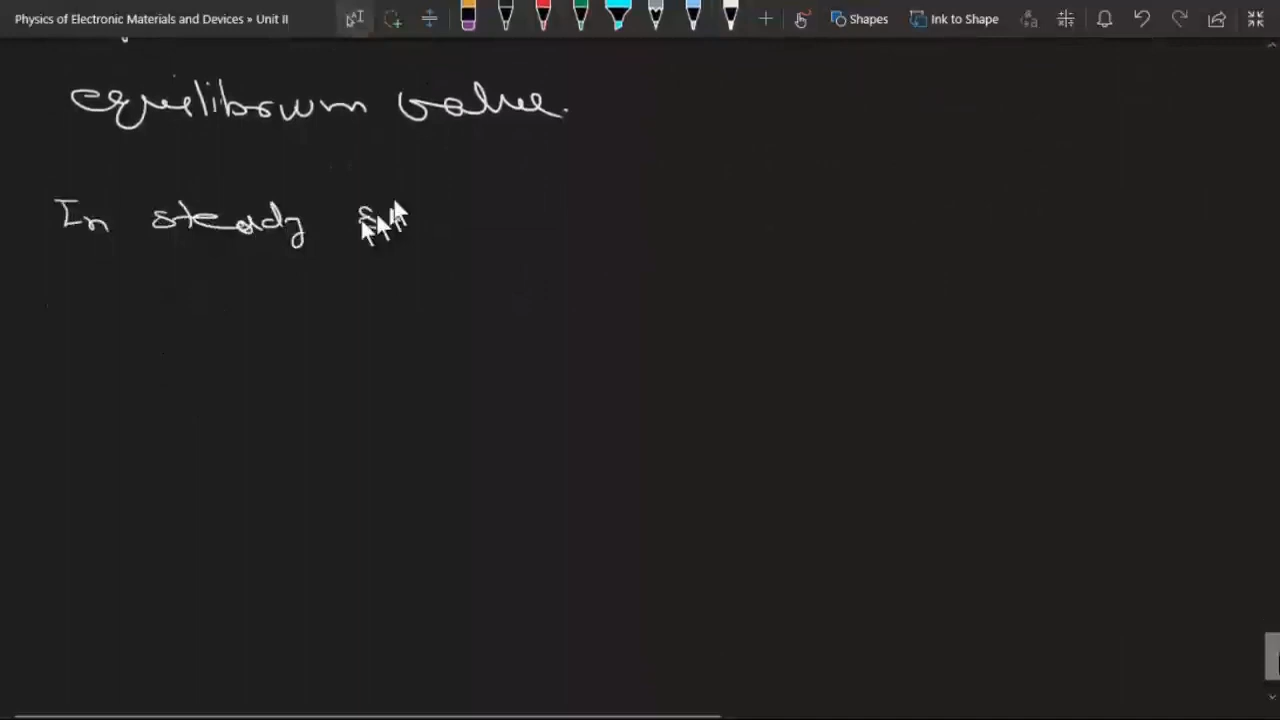 Physics of Electronic Materials and Devices » Unit II
Shapes
Ink to Shape
equilibrium value.
In steady